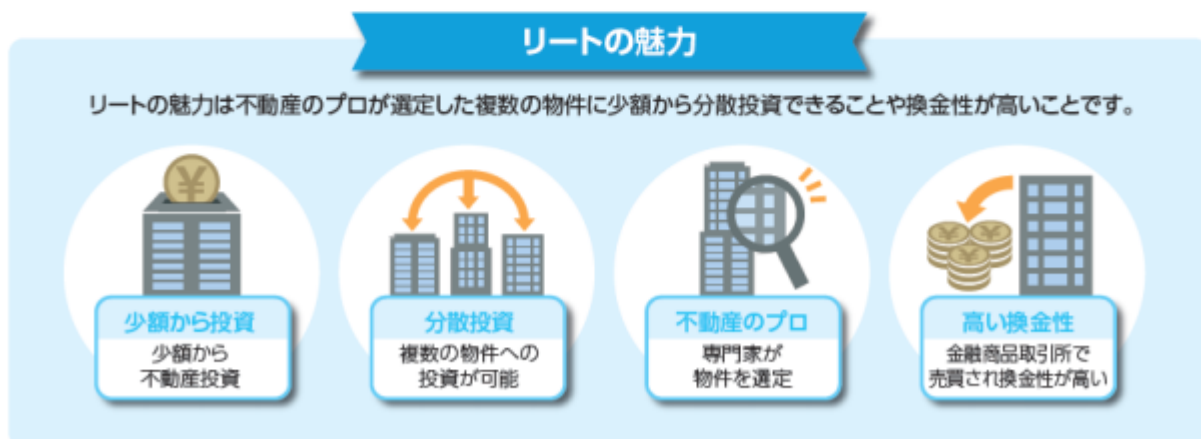 リートの魅力
リートの魅力は不動産のプロが選定した複数の物件に少額から分散投資できることや換金性が高いことです。
¥
少額から投資
少額から
不動産投資
分散投資
複数の物件への
投資が可能
不動産のプロ
専門家が
物件を選定
¥ ¥
¥
高い換金性
金融商品取引所で
売買され換金性が高い